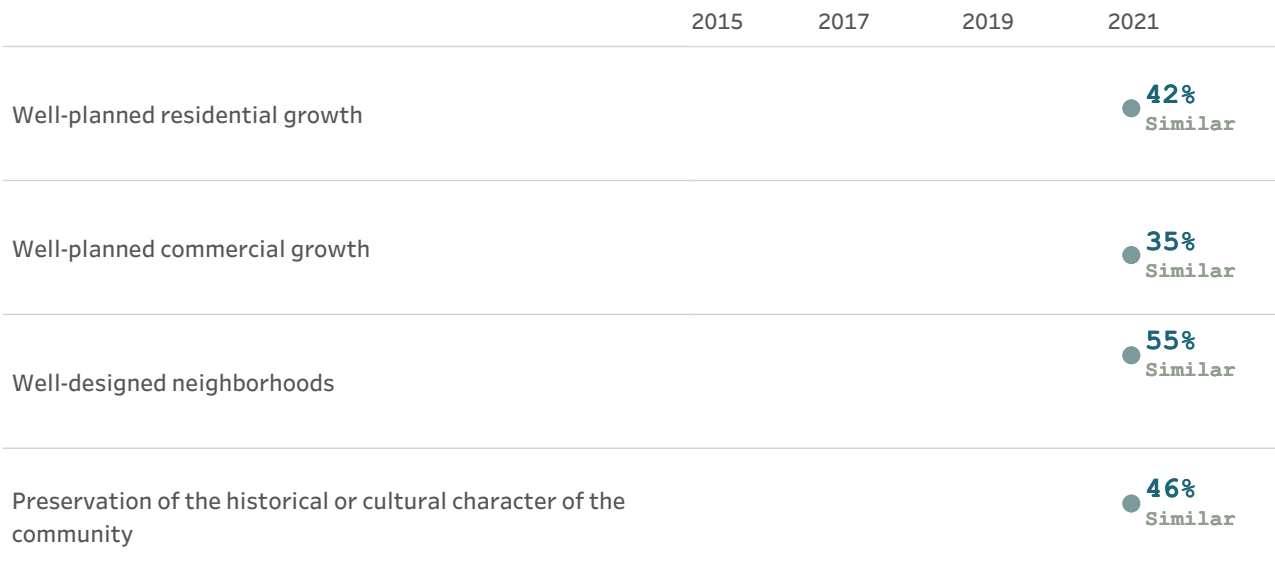 2015 2017 2019 2021
42%
Well-planned residential growth
Similar
35%
Well-planned commercial growth
Similar
55%
Similar
Well-designed neighborhoods
46%
Preservation of the historical or cultural character of the
Similar
community